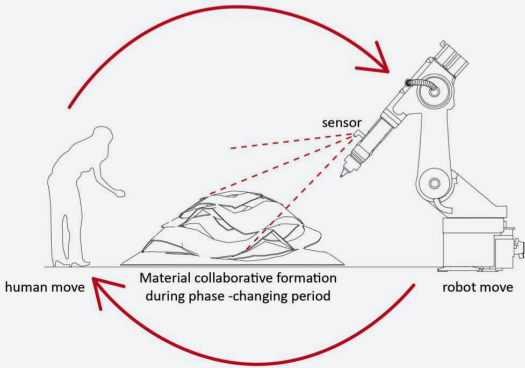 sensor
human move
Material collaborative formation
during phase -changing period
robot move